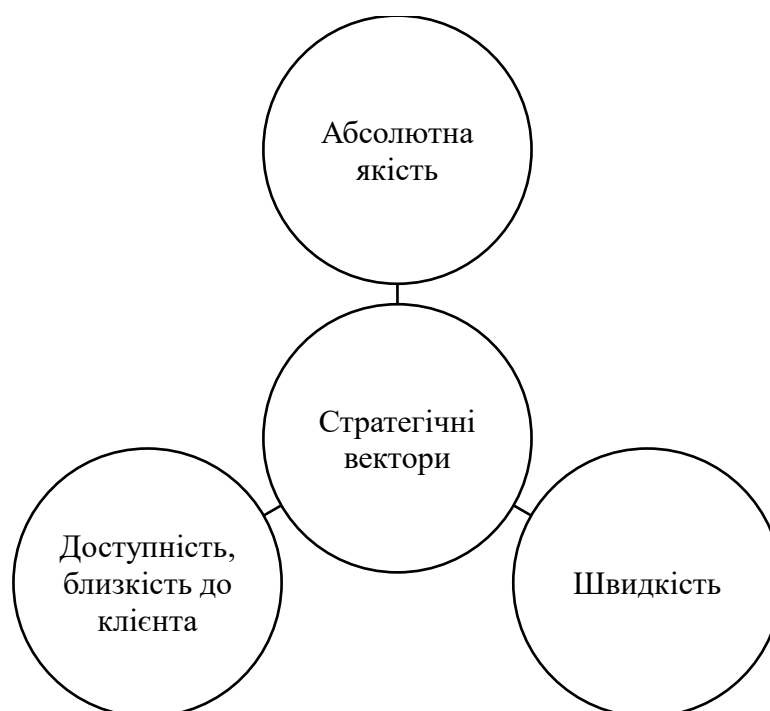 Абсолютна
якість
Стратегічні
вектори
Доступність,
близкість до
клієнта
Швидкість